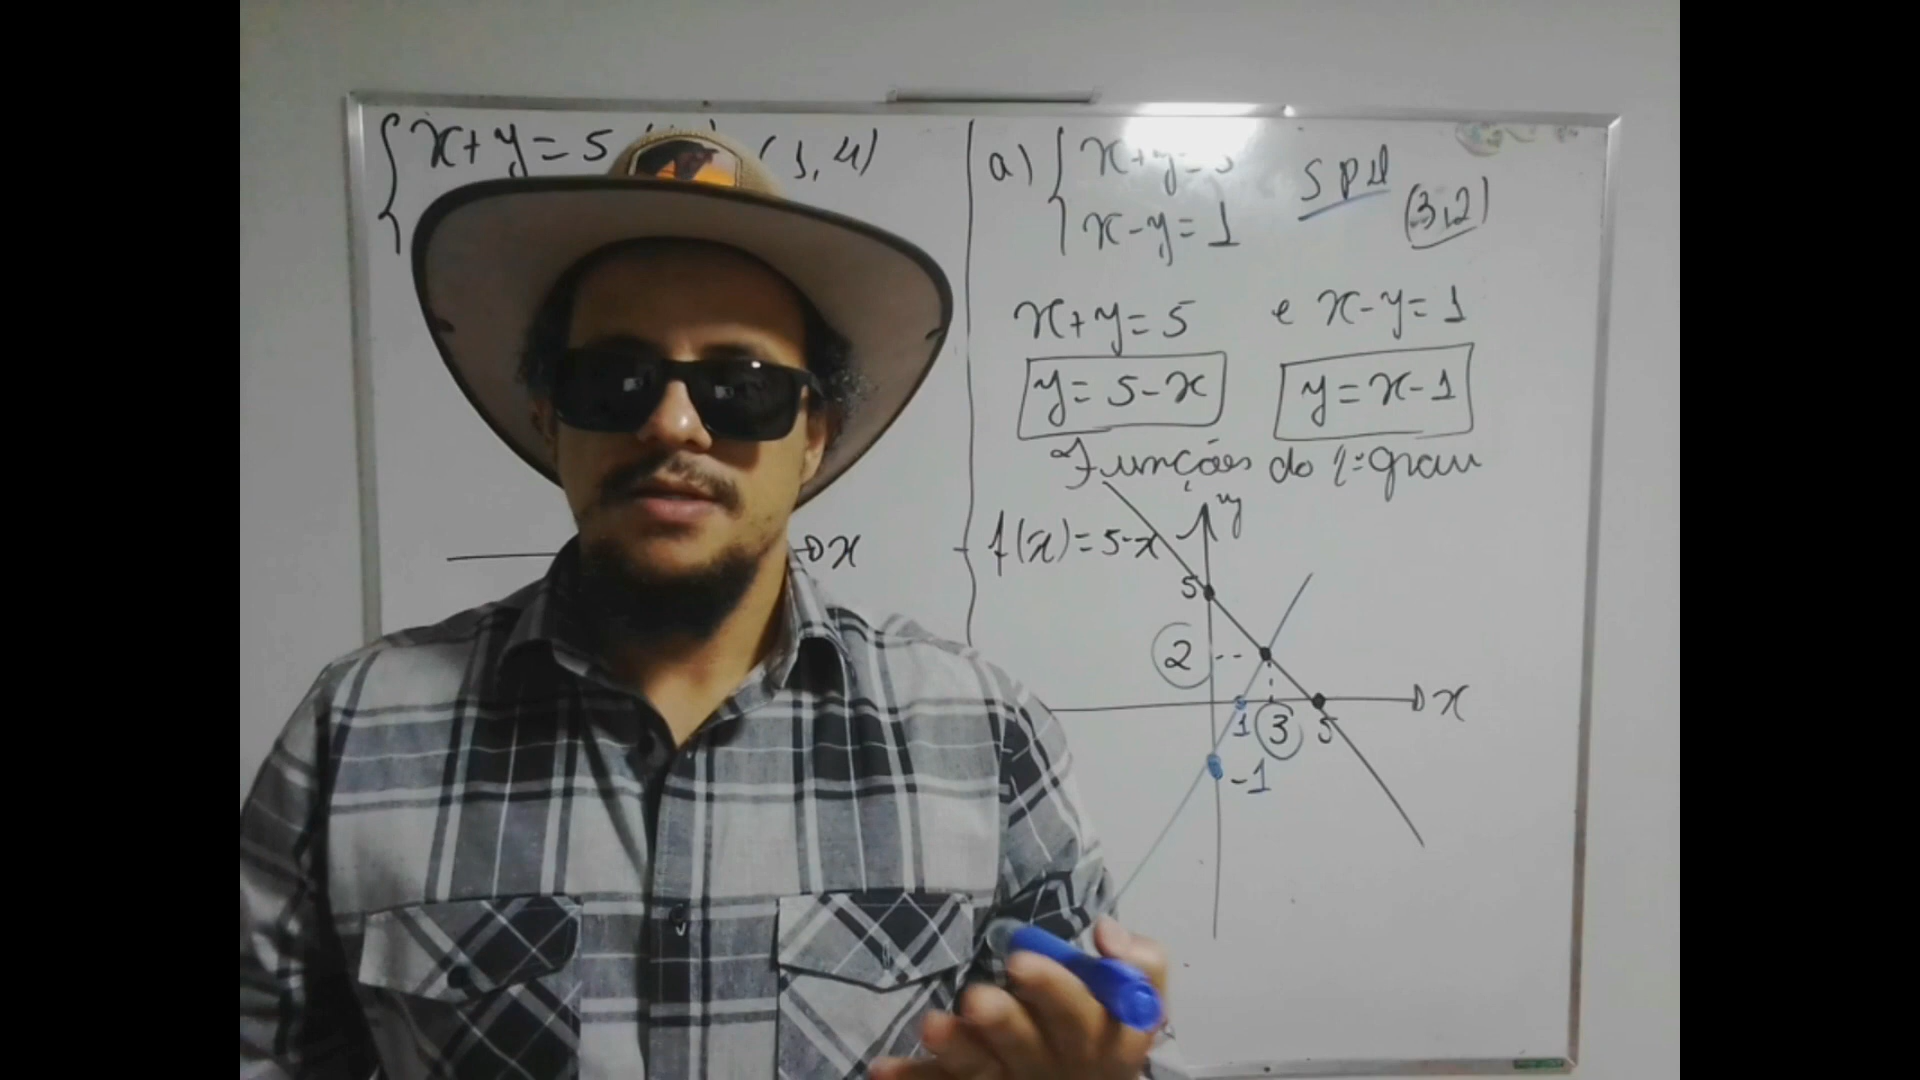 x+y=5
(1,4)
x
a) x+y=5
x-y=1
SPD
(3,2)
x+y=5 e x-y=1
y=5-x
y=x-1
Funções do 1º grau
f(x)=5-x
y
5
2
x
1 3 5
-1